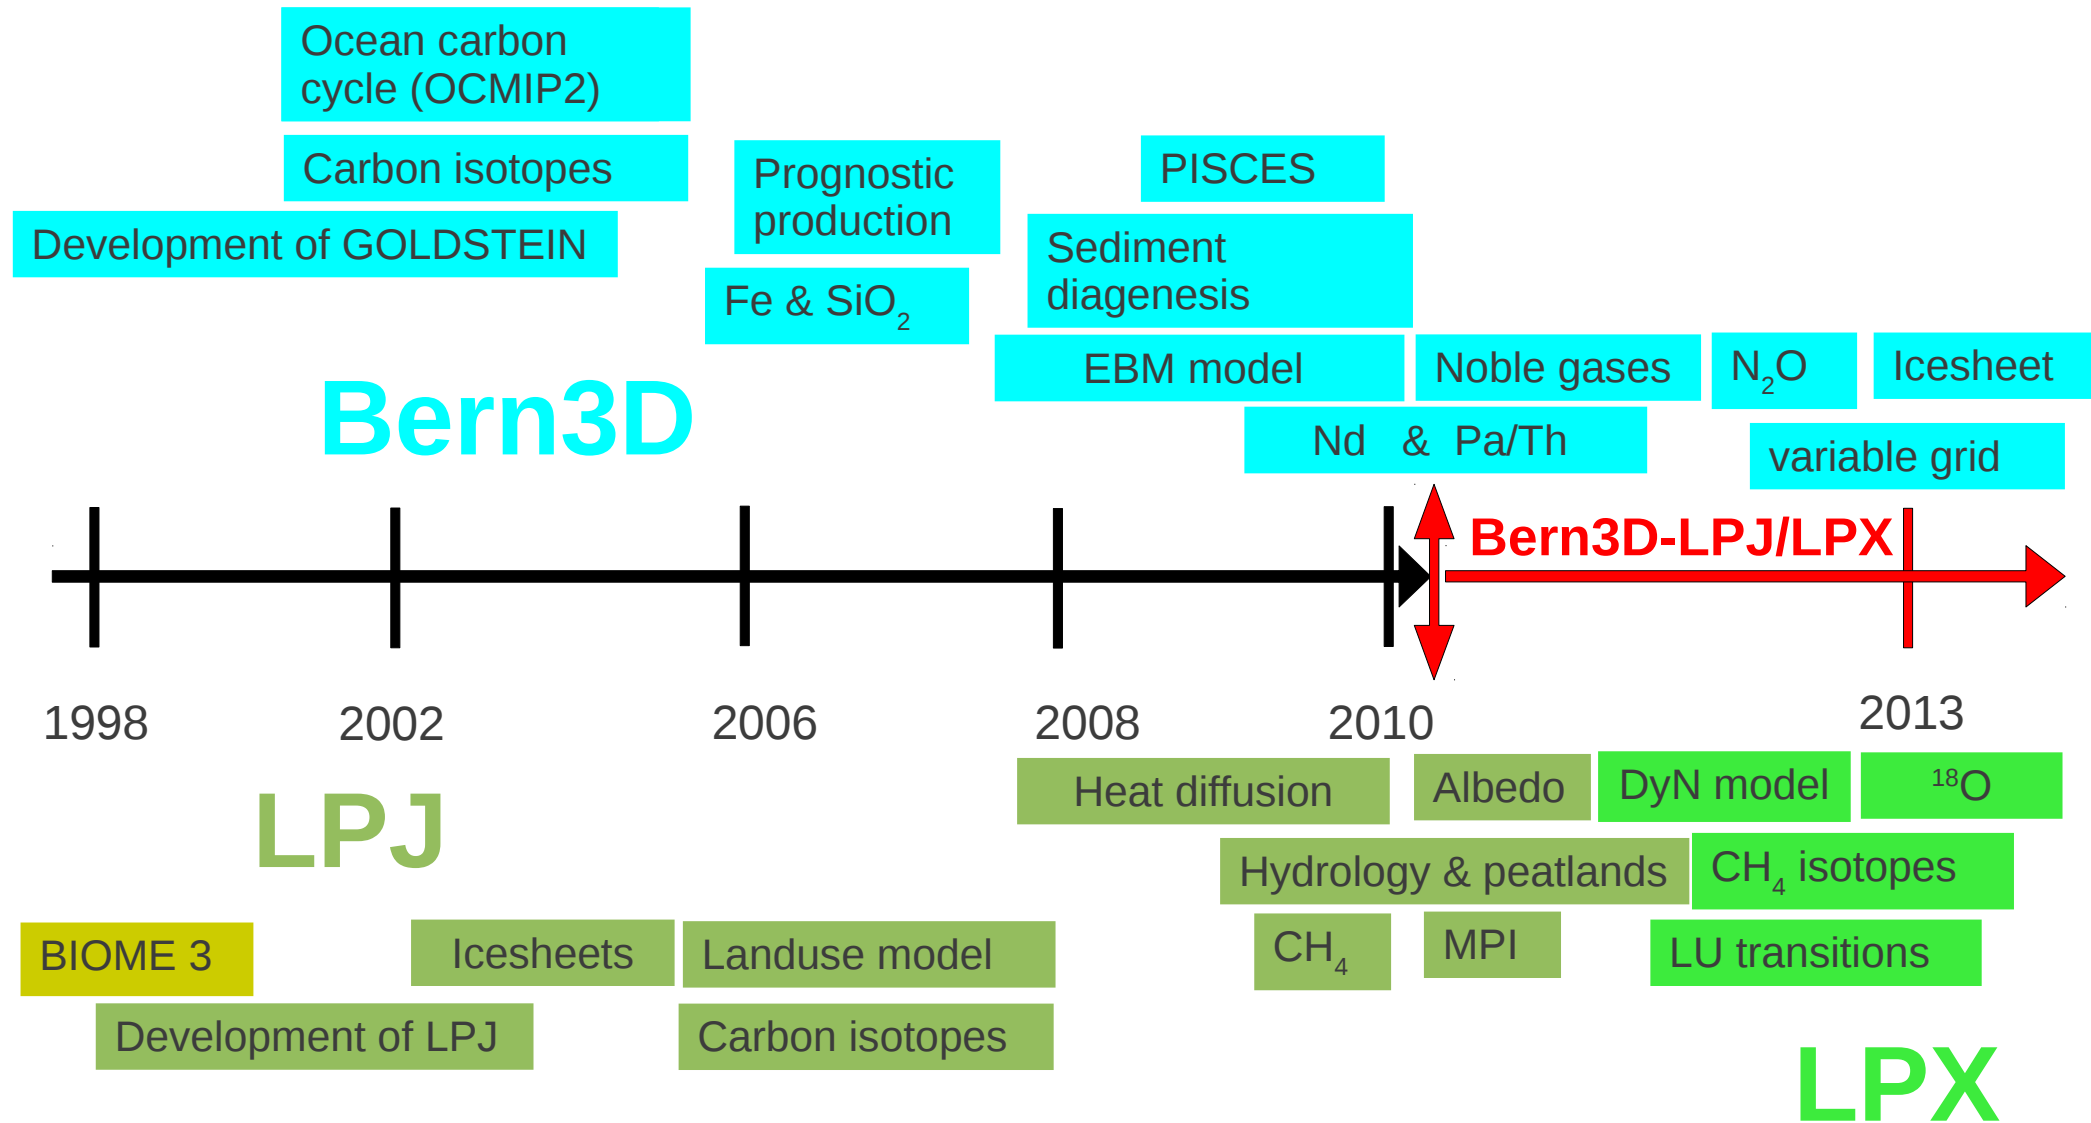 Ocean carbon
cycle (OCMIP2)
Carbon isotopes
Development of GOLDSTEIN
Prognostic
production
Fe & SiO₂
PISCES
Sediment
diagenesis
EBM model
Noble gases
N₂O
Icesheet
Nd & Pa/Th
variable grid
Bern3D
Bern3D-LPJ/LPX
1998
2002
2006
2008
2010
2013
LPJ
Heat diffusion
Albedo
DyN model
¹⁸O
Hydrology & peatlands
CH₄ isotopes
BIOME 3
Icesheets
Landuse model
CH₄
MPI
LU transitions
Development of LPJ
Carbon isotopes
LPX